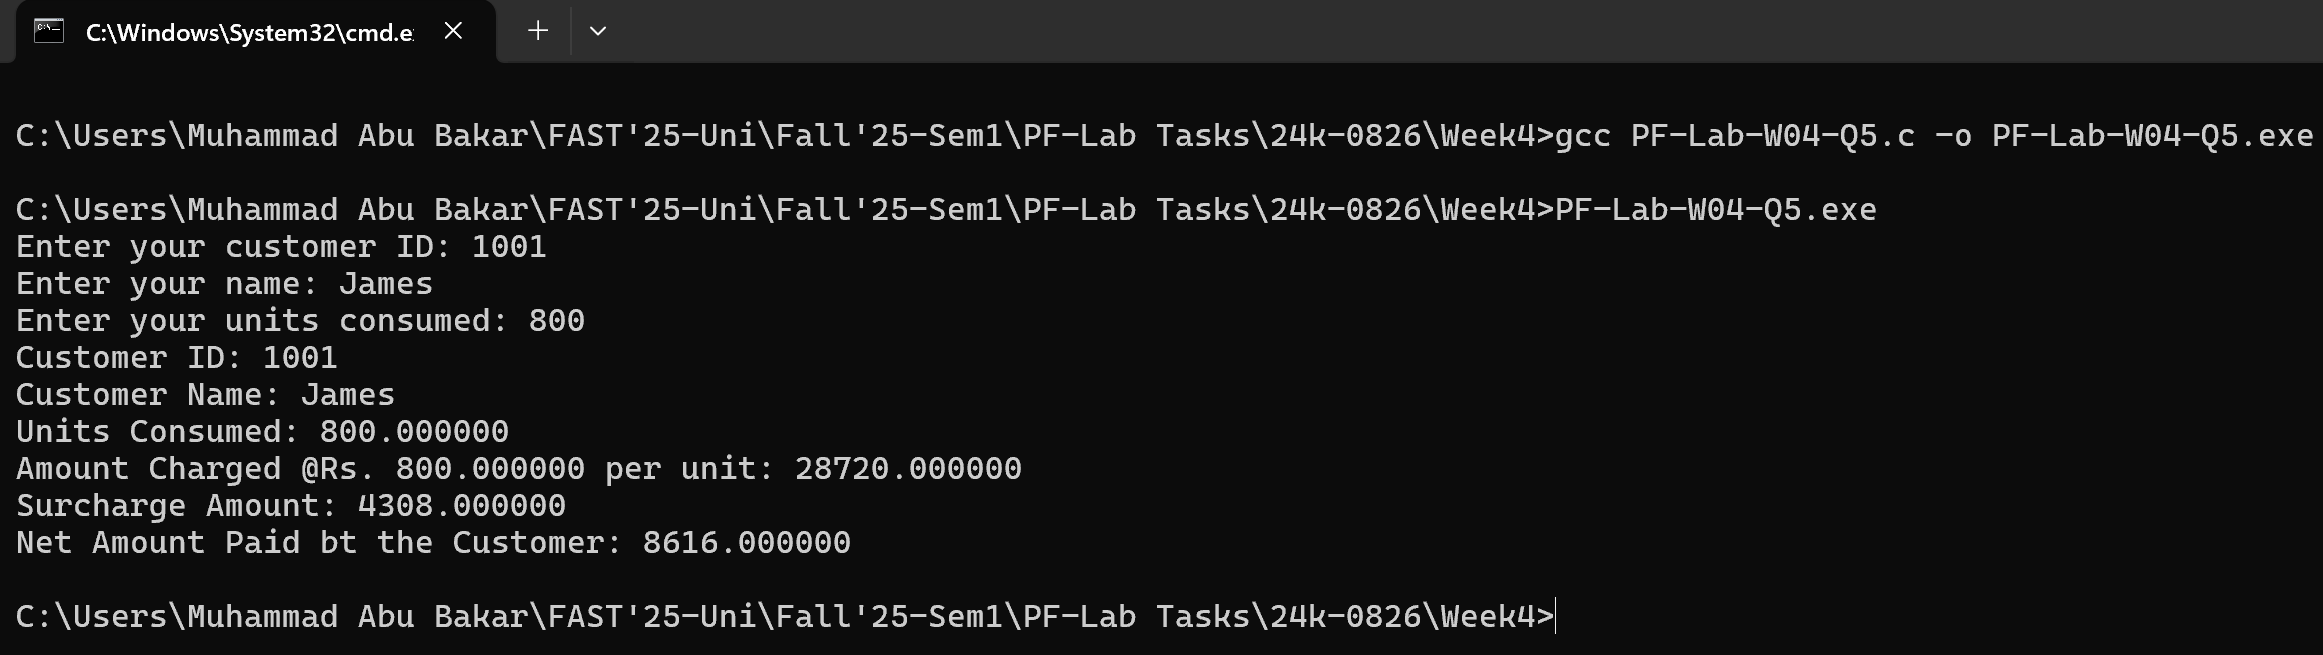 C:\Windows\System32\cmd.e
C:\Users\Muhammad Abu Bakar\FAST'25-Uni\Fall'25-Sem1\PF-Lab Tasks\24k-0826\Week4>gcc PF-Lab-W04-Q5.c -o PF-Lab-W04-Q5.exe
C:\Users\Muhammad Abu Bakar\FAST'25-Uni\Fall'25-Sem1\PF-Lab Tasks\24k-0826\Week4>PF-Lab-W04-Q5.exe
Enter your customer ID: 1001
Enter your name: James
Enter your units consumed: 800
Customer ID: 1001
Customer Name: James
Units Consumed: 800.000000
Amount Charged @Rs. 800.000000 per unit: 28720.000000
Surcharge Amount: 4308.000000
Net Amount Paid bt the Customer: 8616.000000
C:\Users\Muhammad Abu Bakar\FAST'25-Uni\Fall'25-Sem1\PF-Lab Tasks\24k-0826\Week4>